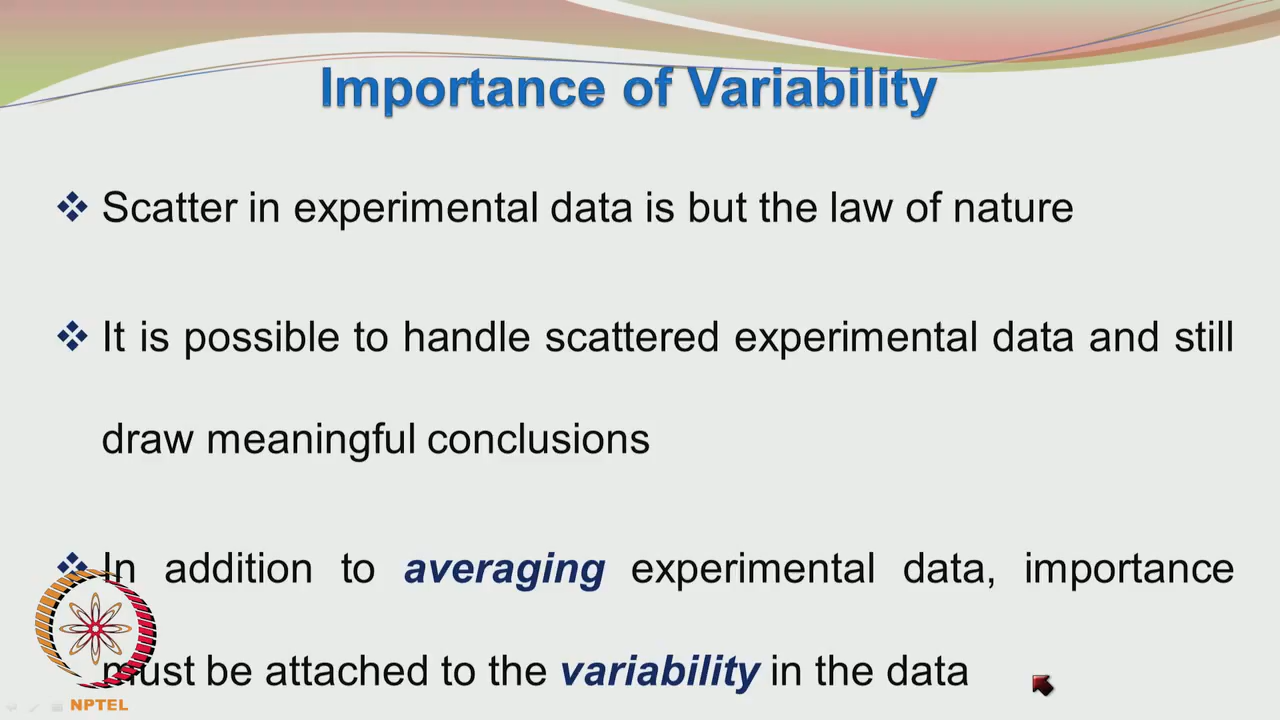 Importance of Variability
Scatter in experimental data is but the law of nature
It is possible to handle scattered experimental data and still
draw meaningful conclusions
In addition to averaging experimental data, importance
must be attached to the variability in the data
NPTEL